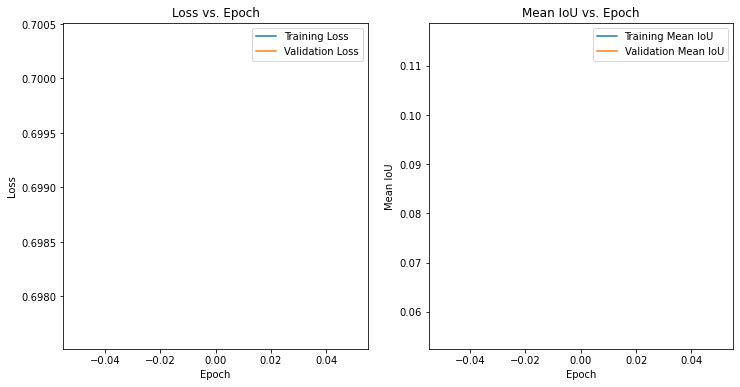 Loss vs. Epoch
0.7005
0.7000
0.6995
0.6990
0.6985
0.6980
Loss
Training Loss
Validation Loss
−0.04 −0.02 0.00 0.02 0.04
Epoch
Mean IoU vs. Epoch
0.11
0.10
0.09
0.08
0.07
0.06
Mean IoU
Training Mean IoU
Validation Mean IoU
−0.04 −0.02 0.00 0.02 0.04
Epoch